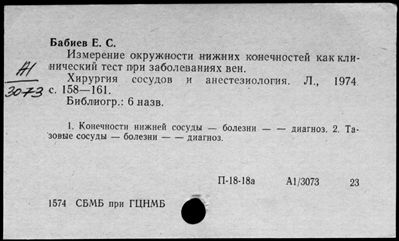 Бабиев Е. С.
Измерение окружности нижних конечностей как кли-
нический тест при заболеваниях вен.
Хирургия сосудов и анестезиология. Л., 1974
с. 158—161.
Библиогр.: 6 назв.
А1
3073
1. Конечности нижней сосуды — болезни — — диагноз. 2. Та-
зовые сосуды — болезни — — диагноз.
П-18-18а А1/3073 23
1574 СБМБ при ГЦНМБ